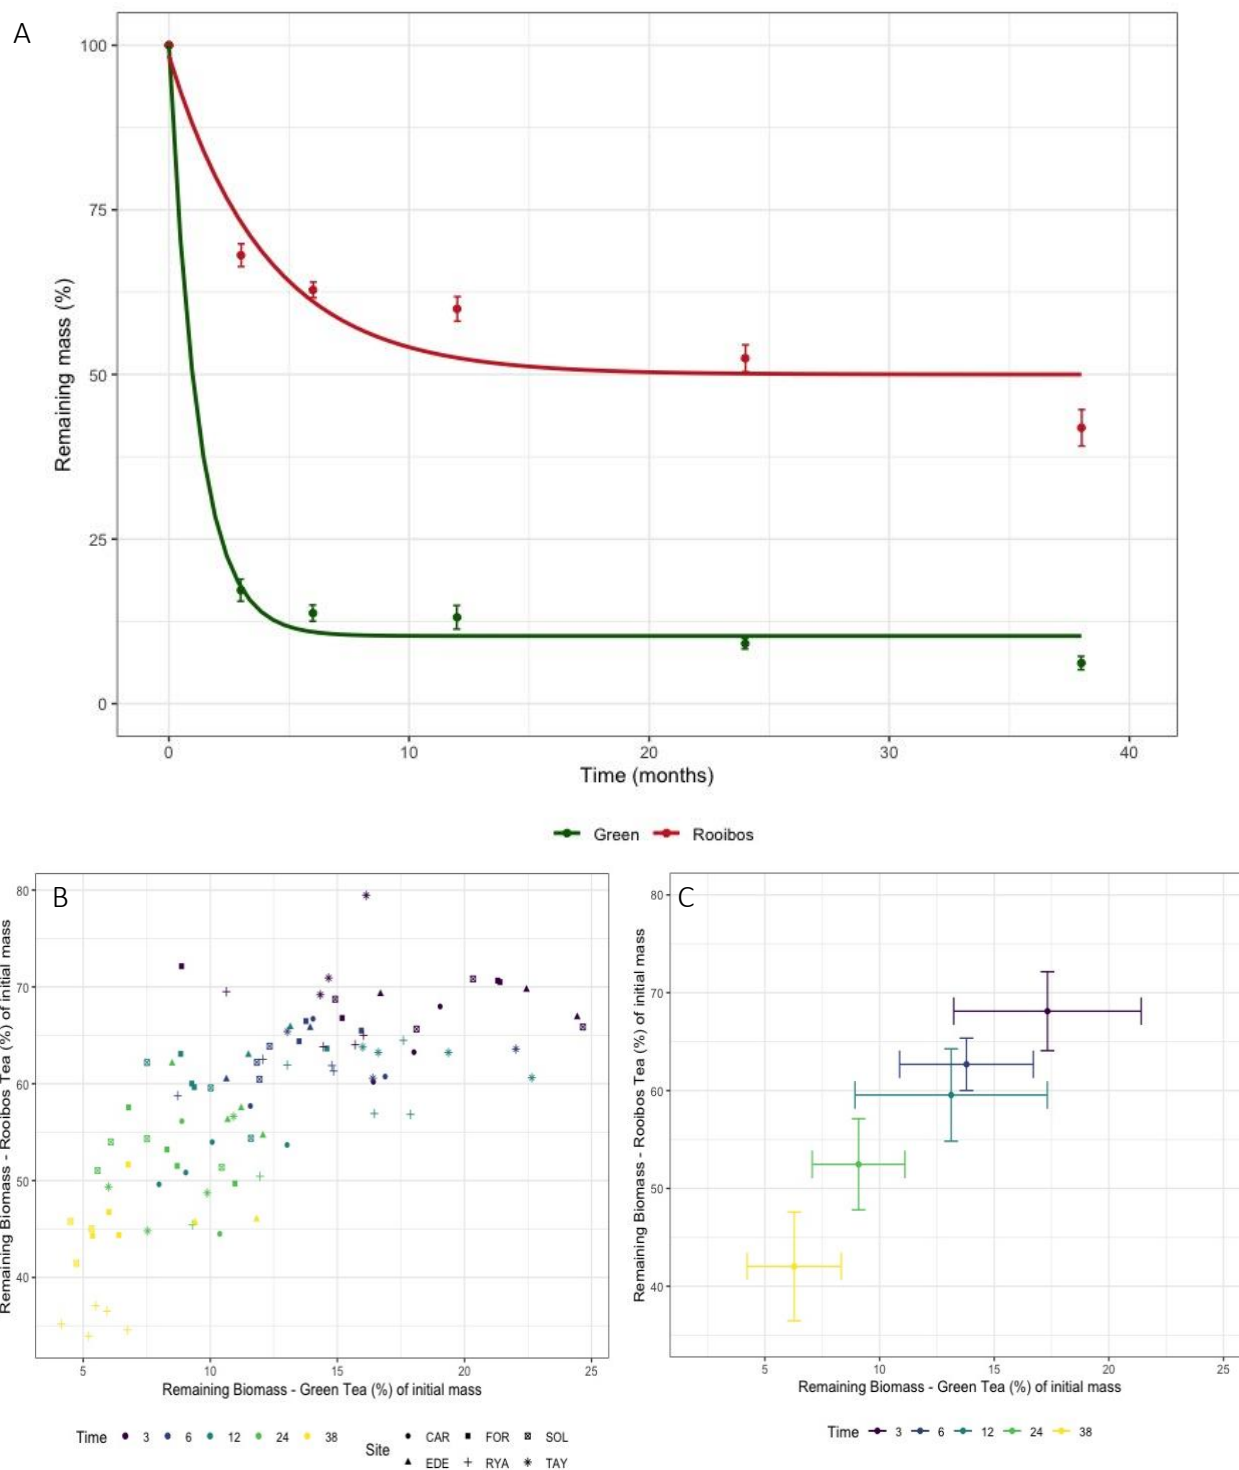 A
Remaining mass (%)
100
75
50
25
0
0 10 20 30 40
Time (months)
Green Rooibos
B
Remaining Biomass - Rooibos Tea (%) of initial mass
80
70
60
50
40
5 10 15 20 25
Remaining Biomass - Green Tea (%) of initial mass
Time 3 6 12 24 38
Site CAR FOR SOL
EDE RYA TAY
C
Remaining Biomass - Rooibos Tea (%) of initial mass
80
70
60
50
40
5 10 15 20 25
Remaining Biomass - Green Tea (%) of initial mass
Time 3 6 12 24 38